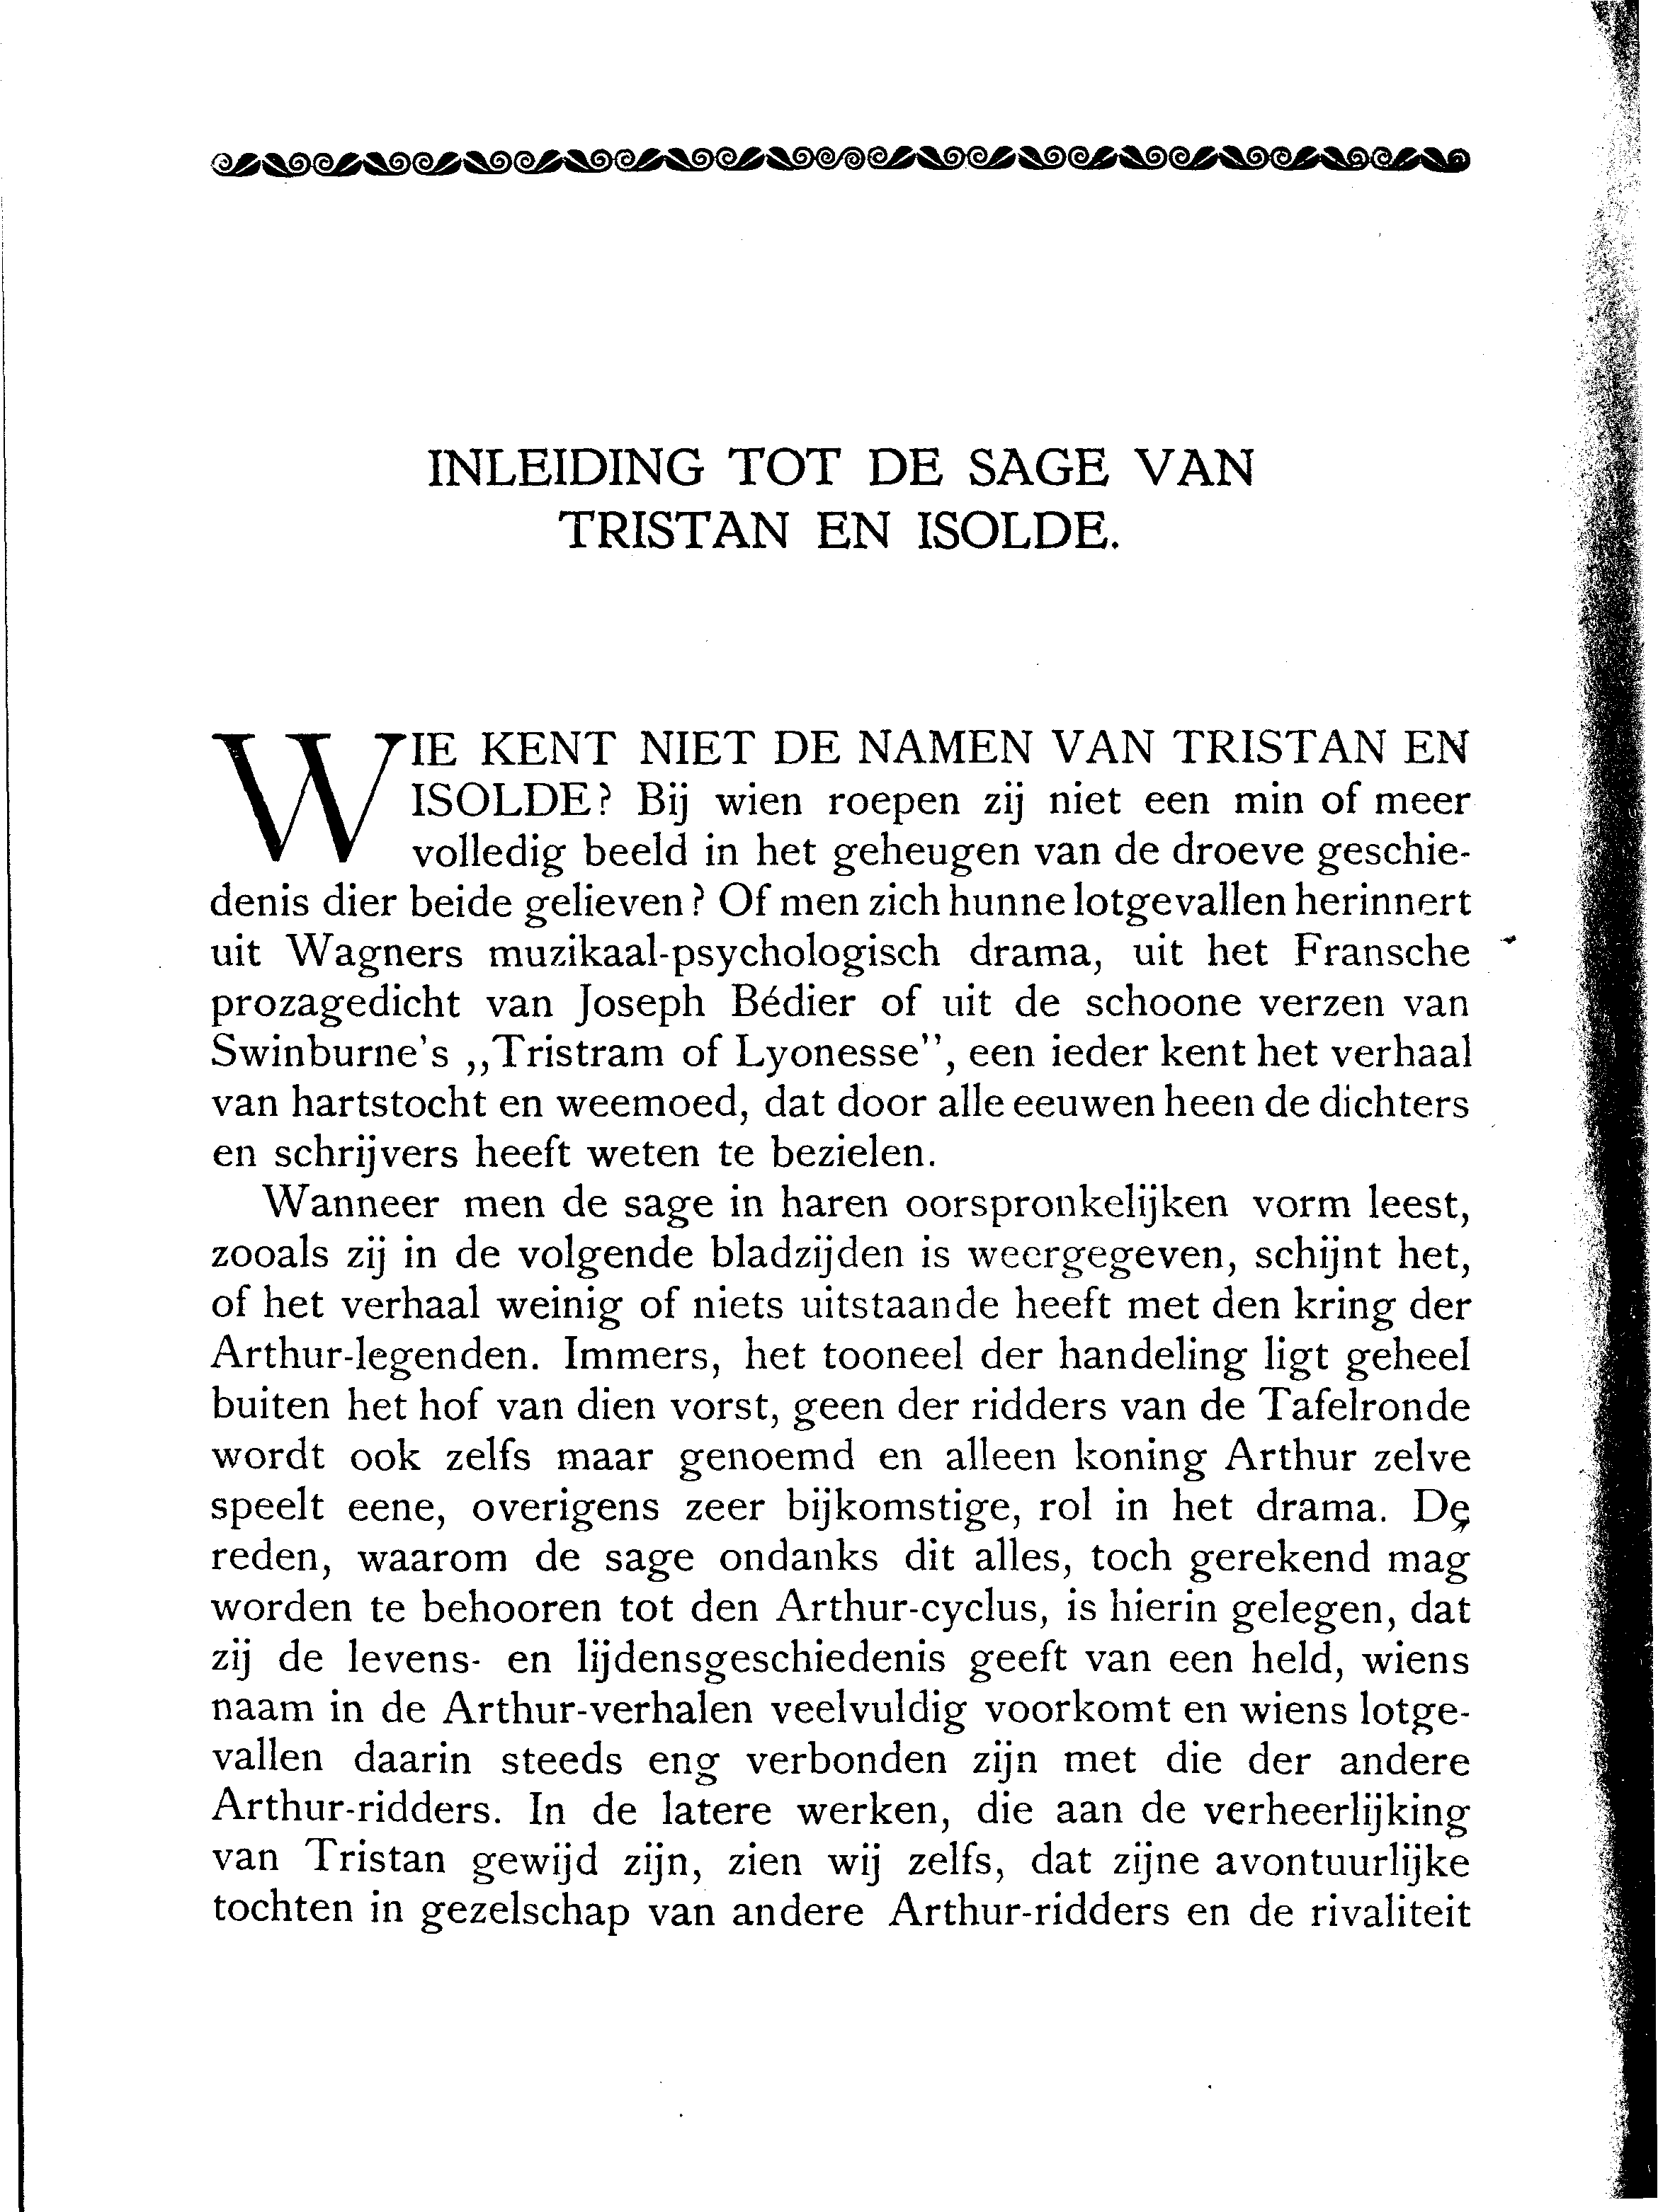 INLEIDING TOT DE SAGE VAN
TRISTAN EN ISOLDE.
WIE KENT NIET DE NAMEN VAN TRISTAN EN
ISOLDE? Bij wien roepen zij niet een min of meer
volledig beeld in het geheugen van de droeve geschie-
denis dier beide gelieven? Of men zich hunne lotgevallen herinnert
uit Wagners muzikaal-psychologisch drama, uit het Fransche
prozagedicht van Joseph Bédier of uit de schoone verzen van
Swinburne's ,,Tristram of Lyonesse", een ieder kent het verhaal
van hartstocht en weemoed, dat door alle eeuwen heen de dichters
en schrijvers heeft weten te bezielen.
Wanneer men de sage in haren oorspronkelijken vorm leest,
zooals zij in de volgende bladzijden is weergegeven, schijnt het,
of het verhaal weinig of niets uitstaande heeft met den kring der
Arthur-legenden. Immers, het tooneel der handeling ligt geheel
buiten het hof van dien vorst, geen der ridders van de Tafelronde
wordt ook zelfs maar genoemd en alleen koning Arthur zelve
speelt eene, overigens zeer bijkomstige, rol in het drama. De
reden, waarom de sage ondanks dit alles, toch gerekend mag
worden te behooren tot den Arthur-cyclus, is hierin gelegen, dat
zij de levens- en lijdensgeschiedenis geeft van een held, wiens
naam in de Arthur-verhalen veelvuldig voorkomt en wiens lotge-
vallen daarin steeds eng verbonden zijn met die der andere
Arthur-ridders. In de latere werken, die aan de verheerlijking
van Tristan gewijd zijn, zien wij zelfs, dat zijne avontuurlijke
tochten in gezelschap van andere Arthur-ridders en de rivaliteit